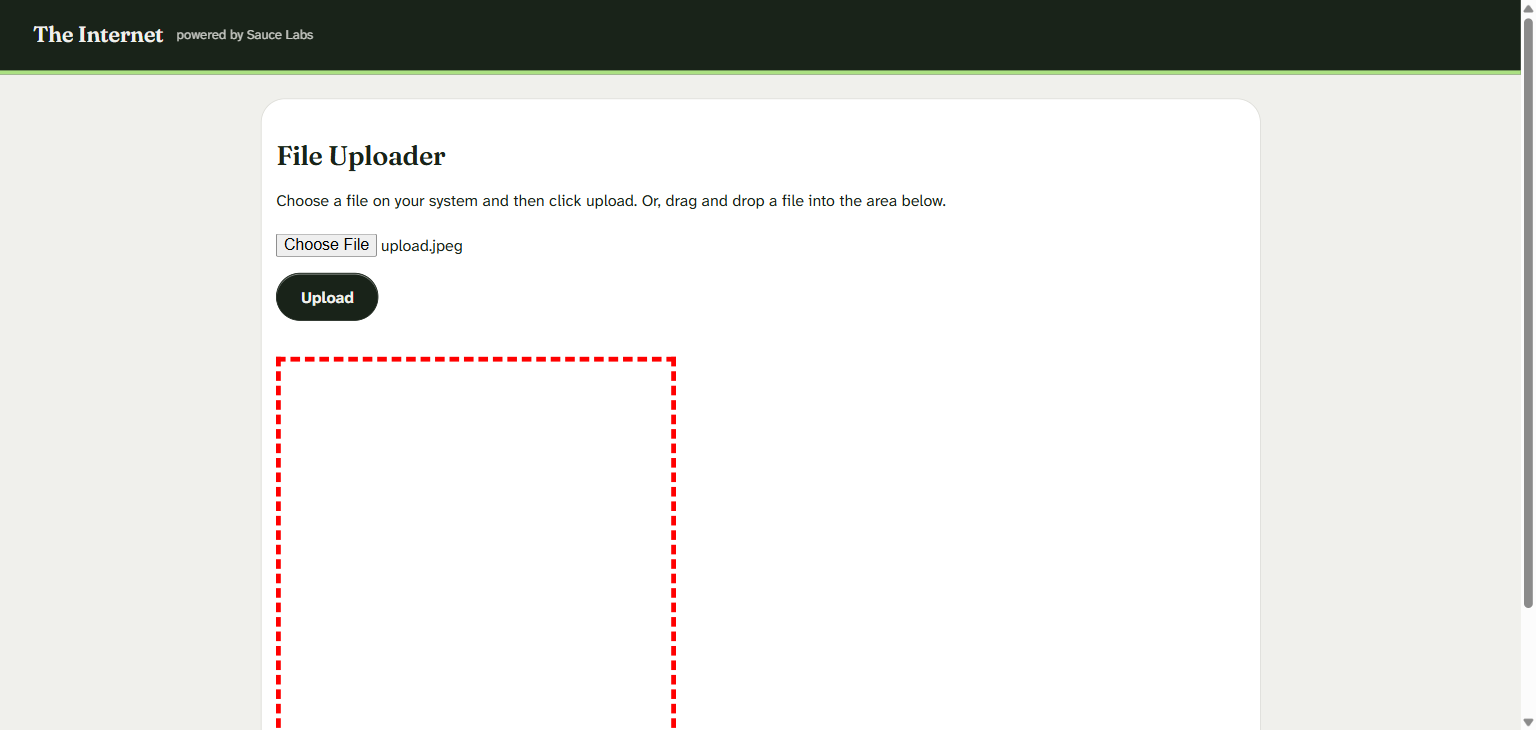 The Internet powered by Sauce Labs
File Uploader
Choose a file on your system and then click upload. Or, drag and drop a file into the area below.
Choose File upload.jpeg
Upload